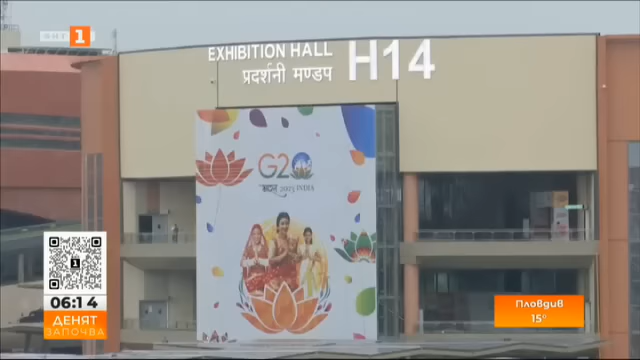 БНТ 1
EXHIBITION HALL
प्रदर्शनी मण्डप
H14
G20
भारत 2023 INDIA
1
06:14
ДЕНЯТ
ЗАПОЧВА
Пловдив
15°